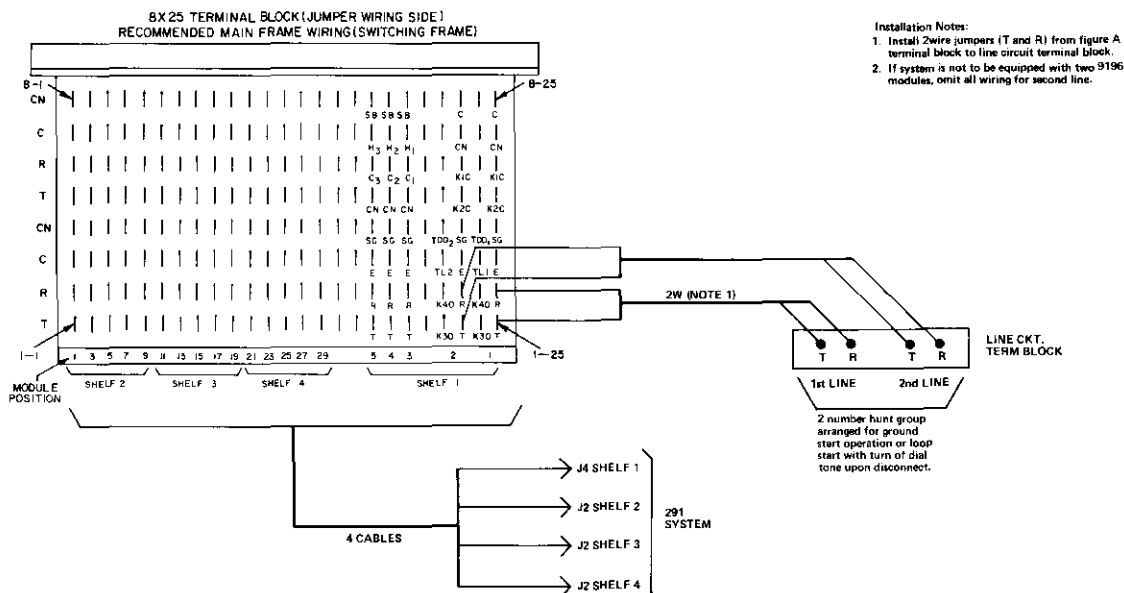 8X25 TERMINAL BLOCK (JUMPER WIRING SIDE)
RECOMMENDED MAIN FRAME WIRING (SWITCHING FRAME)
Installation Notes:
1. Install 2wire jumpers (T and R) from figure A
terminal block to line circuit terminal block.
2. If system is not to be equipped with two 9196
modules, omit all wiring for second line.
8-1
8-25
CN
SB SB SB C C
C
H3 H2 H1 CN CN
R
C3 C2 C1 K1C K1C
T
CN CN CN K2C K2C
CN
SG SG SG TDD2 SG TDD1 SG
C
E E E TL2 E TL1 E
R
R R R K40 R K40 R
T
T T T K30 T K30 T
1-1
1-25
1 3 5 7 9 11 13 15 17 19 21 23 25 27 29 5 4 3 2 1
MODULE
POSITION
SHELF 2 SHELF 3 SHELF 4 SHELF 1
2W (NOTE 1)
T R T R
LINE CKT.
TERM BLOCK
1st LINE 2nd LINE
2 number hunt group
arranged for ground
start operation or loop
start with turn of dial
tone upon disconnect.
4 CABLES
J4 SHELF 1
J2 SHELF 2
J2 SHELF 3
J2 SHELF 4
291
SYSTEM